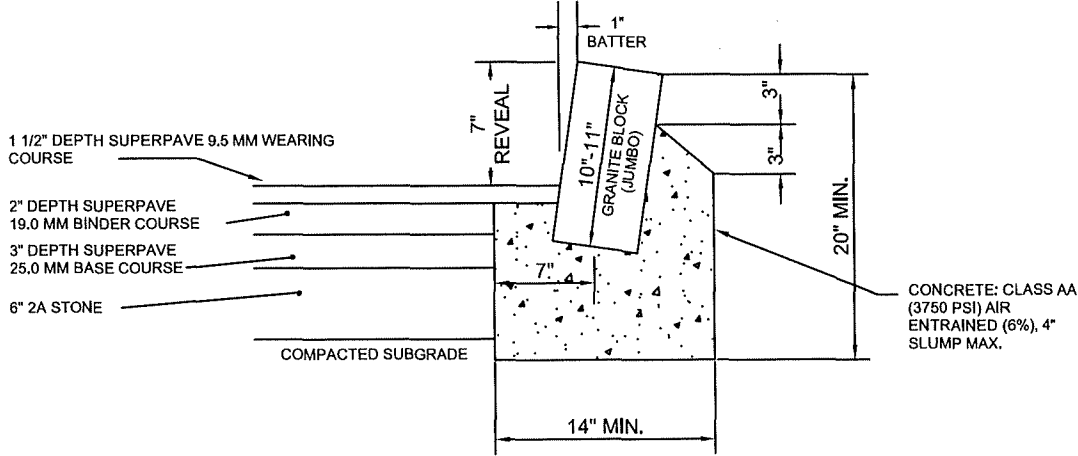 1"
BATTER
7"
REVEAL
10"-11"
GRANITE BLOCK
(JUMBO)
3"
3"
20" MIN.
1 1/2" DEPTH SUPERPAVE 9.5 MM WEARING
COURSE
2" DEPTH SUPERPAVE
19.0 MM BINDER COURSE
3" DEPTH SUPERPAVE
25.0 MM BASE COURSE
6" 2A STONE
7"
CONCRETE: CLASS AA
(3750 PSI) AIR
ENTRAINED (6%), 4"
SLUMP MAX.
COMPACTED SUBGRADE
14" MIN.